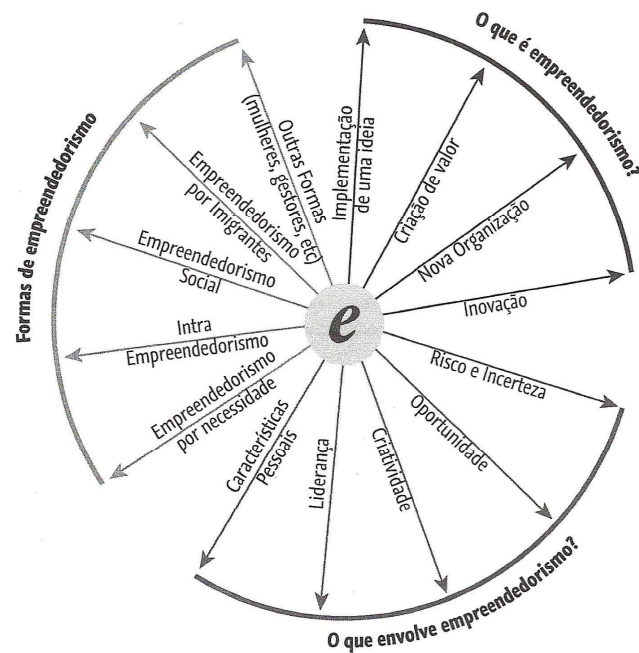 O que é empreendedorismo?
Implementação
de uma ideia
Criação de valor
Nova Organização
Inovação
O que envolve empreendedorismo?
Risco e Incerteza
Oportunidade
Criatividade
Liderança
Características
Pessoais
Formas de empreendedorismo
Empreendedorismo
por necessidade
Intra
Empreendedorismo
Empreendedorismo
Social
Empreendedorismo
por Imigrantes
Outras Formas
(mulheres, gestores, etc)
e